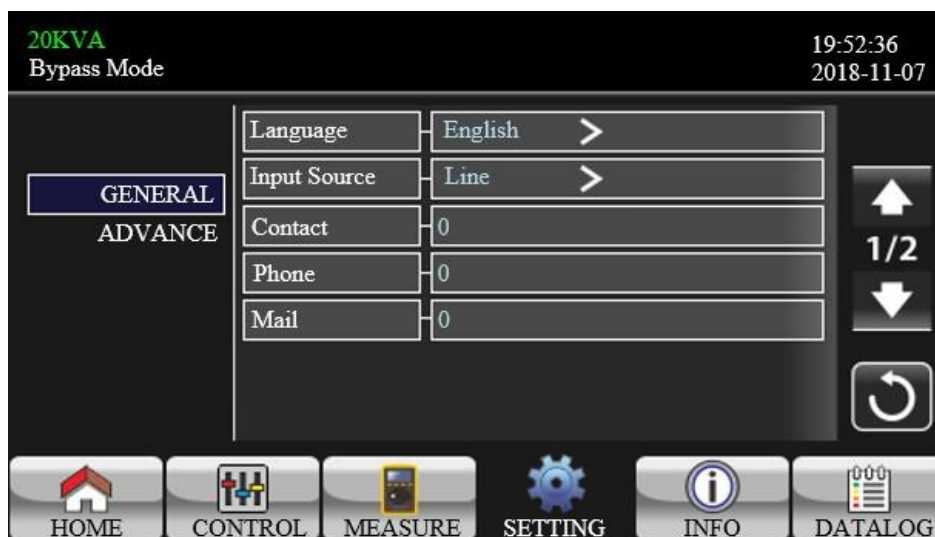 20KVA
Bypass Mode
19:52:36
2018-11-07
GENERAL
ADVANCE
Language
English
Input Source
Line
Contact
0
Phone
0
Mail
0
1/2
HOME
CONTROL
MEASURE
SETTING
INFO
DATALOG